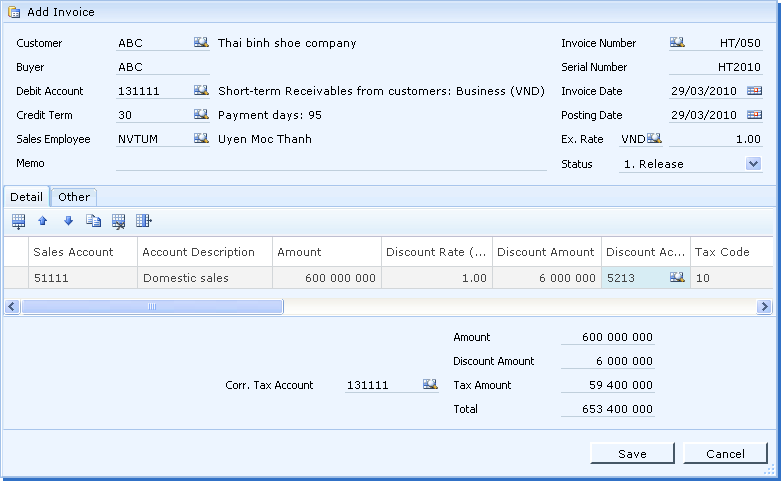 Add Invoice
Customer ABC Thai binh shoe company Invoice Number HT/050
Buyer ABC Serial Number HT2010
Debit Account 131111 Short-term Receivables from customers: Business (VND) Invoice Date 29/03/2010
Credit Term 30 Payment days: 95 Posting Date 29/03/2010
Sales Employee NVTUM Uyen Moc Thanh Ex. Rate VND 1.00
Memo Status 1. Release
Detail Other
Sales Account Account Description Amount Discount Rate (... Discount Amount Discount Ac... Tax Code
51111 Domestic sales 600 000 000 1.00 6 000 000 5213 10
Amount 600 000 000
Discount Amount 6 000 000
Corr. Tax Account 131111 Tax Amount 59 400 000
Total 653 400 000
Save Cancel